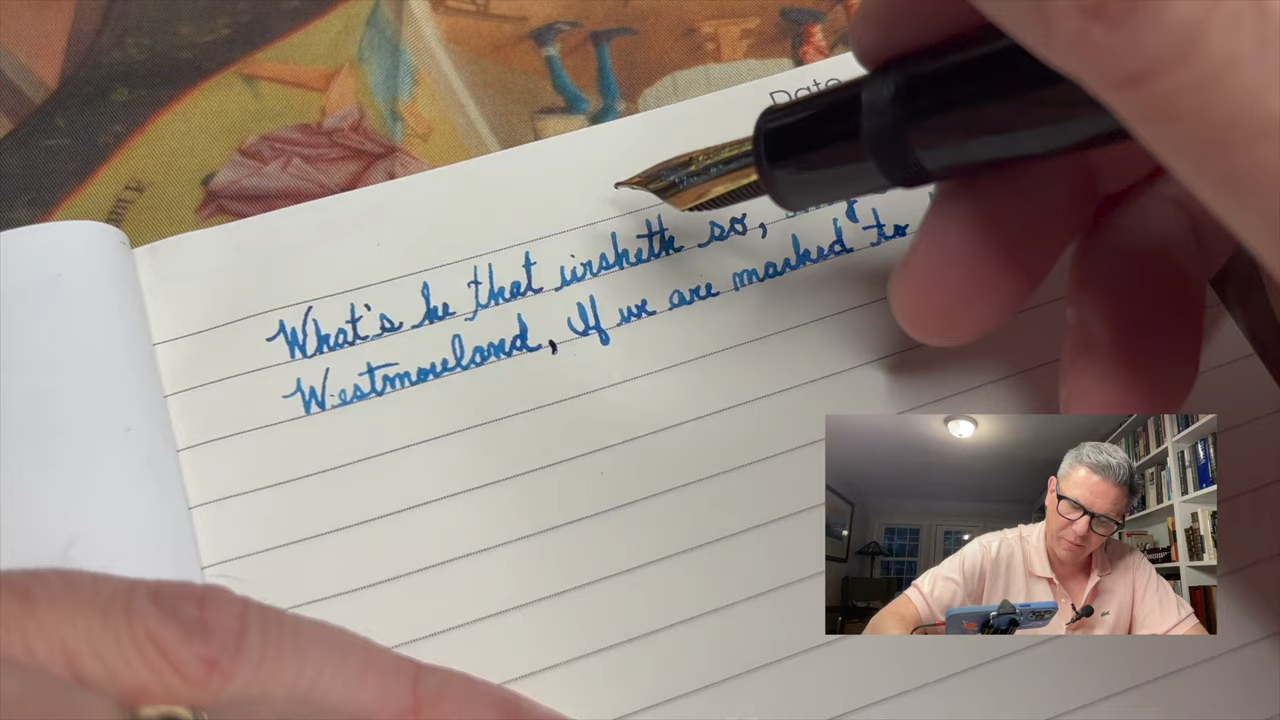 Date
What's he that wisheth so,
Westmoreland, If we are marked to